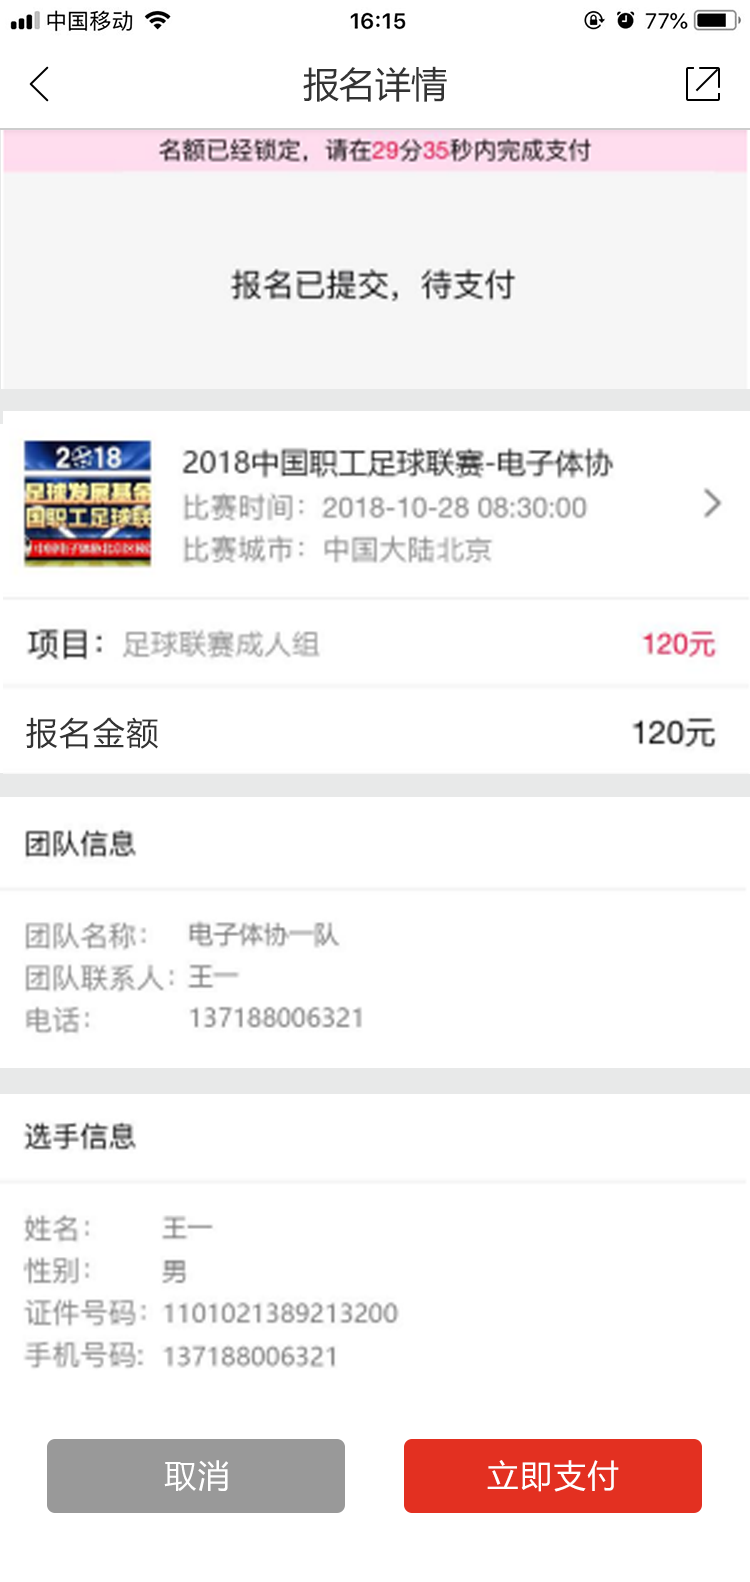 中国移动 16:15 77%
报名详情
名额已经锁定，请在29分35秒内完成支付
报名已提交，待支付
2018
足球发展基金
国职工足球联
2018中国职工足球联赛-电子体协
比赛时间：2018-10-28 08:30:00
比赛城市：中国大陆北京
项目：足球联赛成人组 120元
报名金额 120元
团队信息
团队名称：电子体协一队
团队联系人：王一
电话：137188006321
选手信息
姓名：王一
性别：男
证件号码：1101021389213200
手机号码：137188006321
取消 立即支付